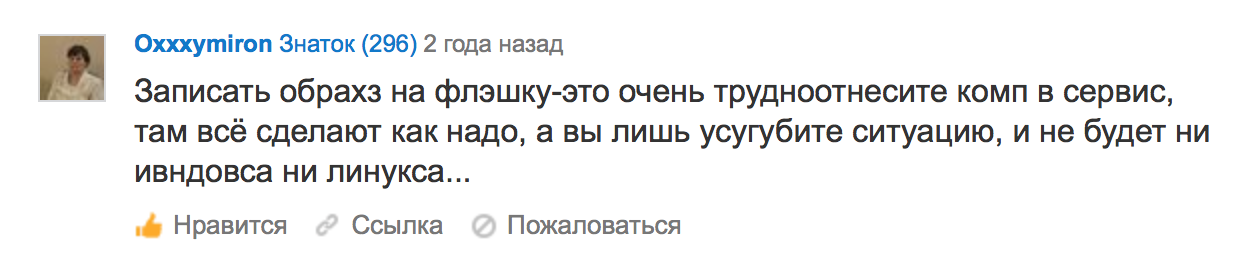 Oxxxymiron Знаток (296) 2 года назад
Записать обрахз на флэшку-это очень трудноотнесите комп в сервис,
там всё сделают как надо, а вы лишь усугубите ситуацию, и не будет ни
ивндовса ни линукса...
Нравится Ссылка Пожаловаться